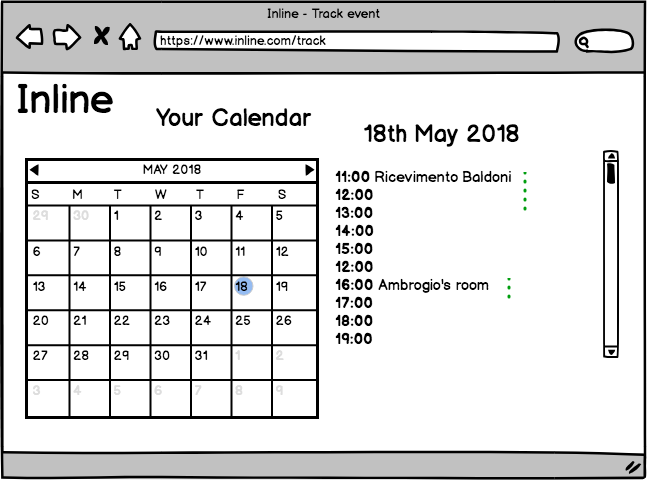 Inline - Track event
https://www.inline.com/track
Inline
Your Calendar
18th May 2018
MAY 2018
S M T W T F S
29 30 1 2 3 4 5
6 7 8 9 10 11 12
13 14 15 16 17 18 19
20 21 22 23 24 25 26
27 28 29 30 31 1 2
3 4 5 6 7 8 9
11:00 Ricevimento Baldoni
12:00
13:00
14:00
15:00
12:00
16:00 Ambrogio's room
17:00
18:00
19:00